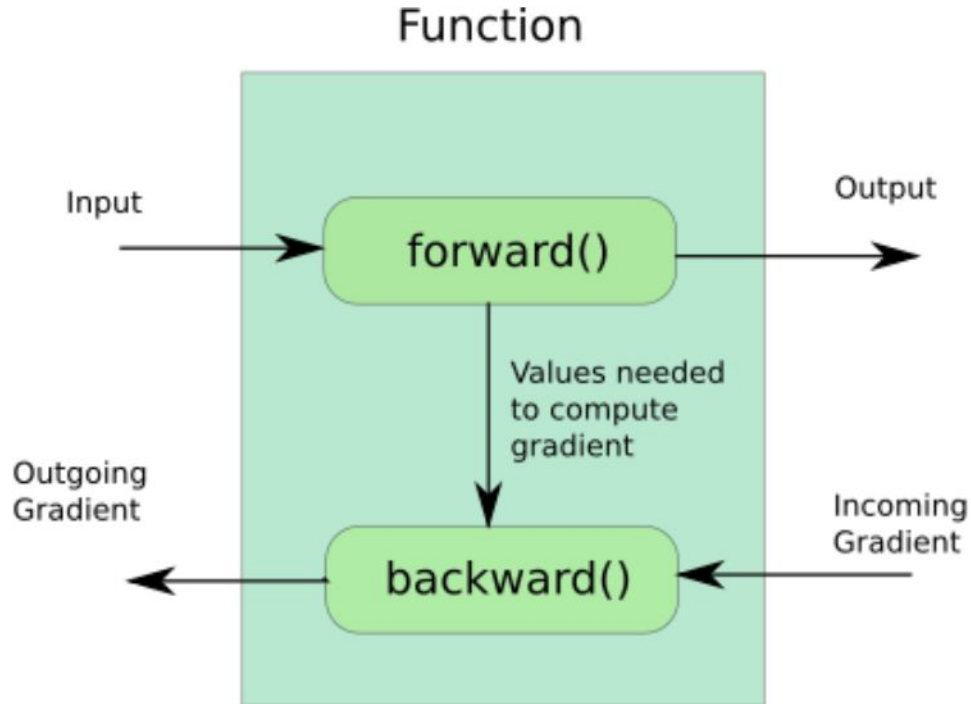 Function
Input
Output
forward()
Values needed
to compute
gradient
Outgoing
Gradient
Incoming
Gradient
backward()